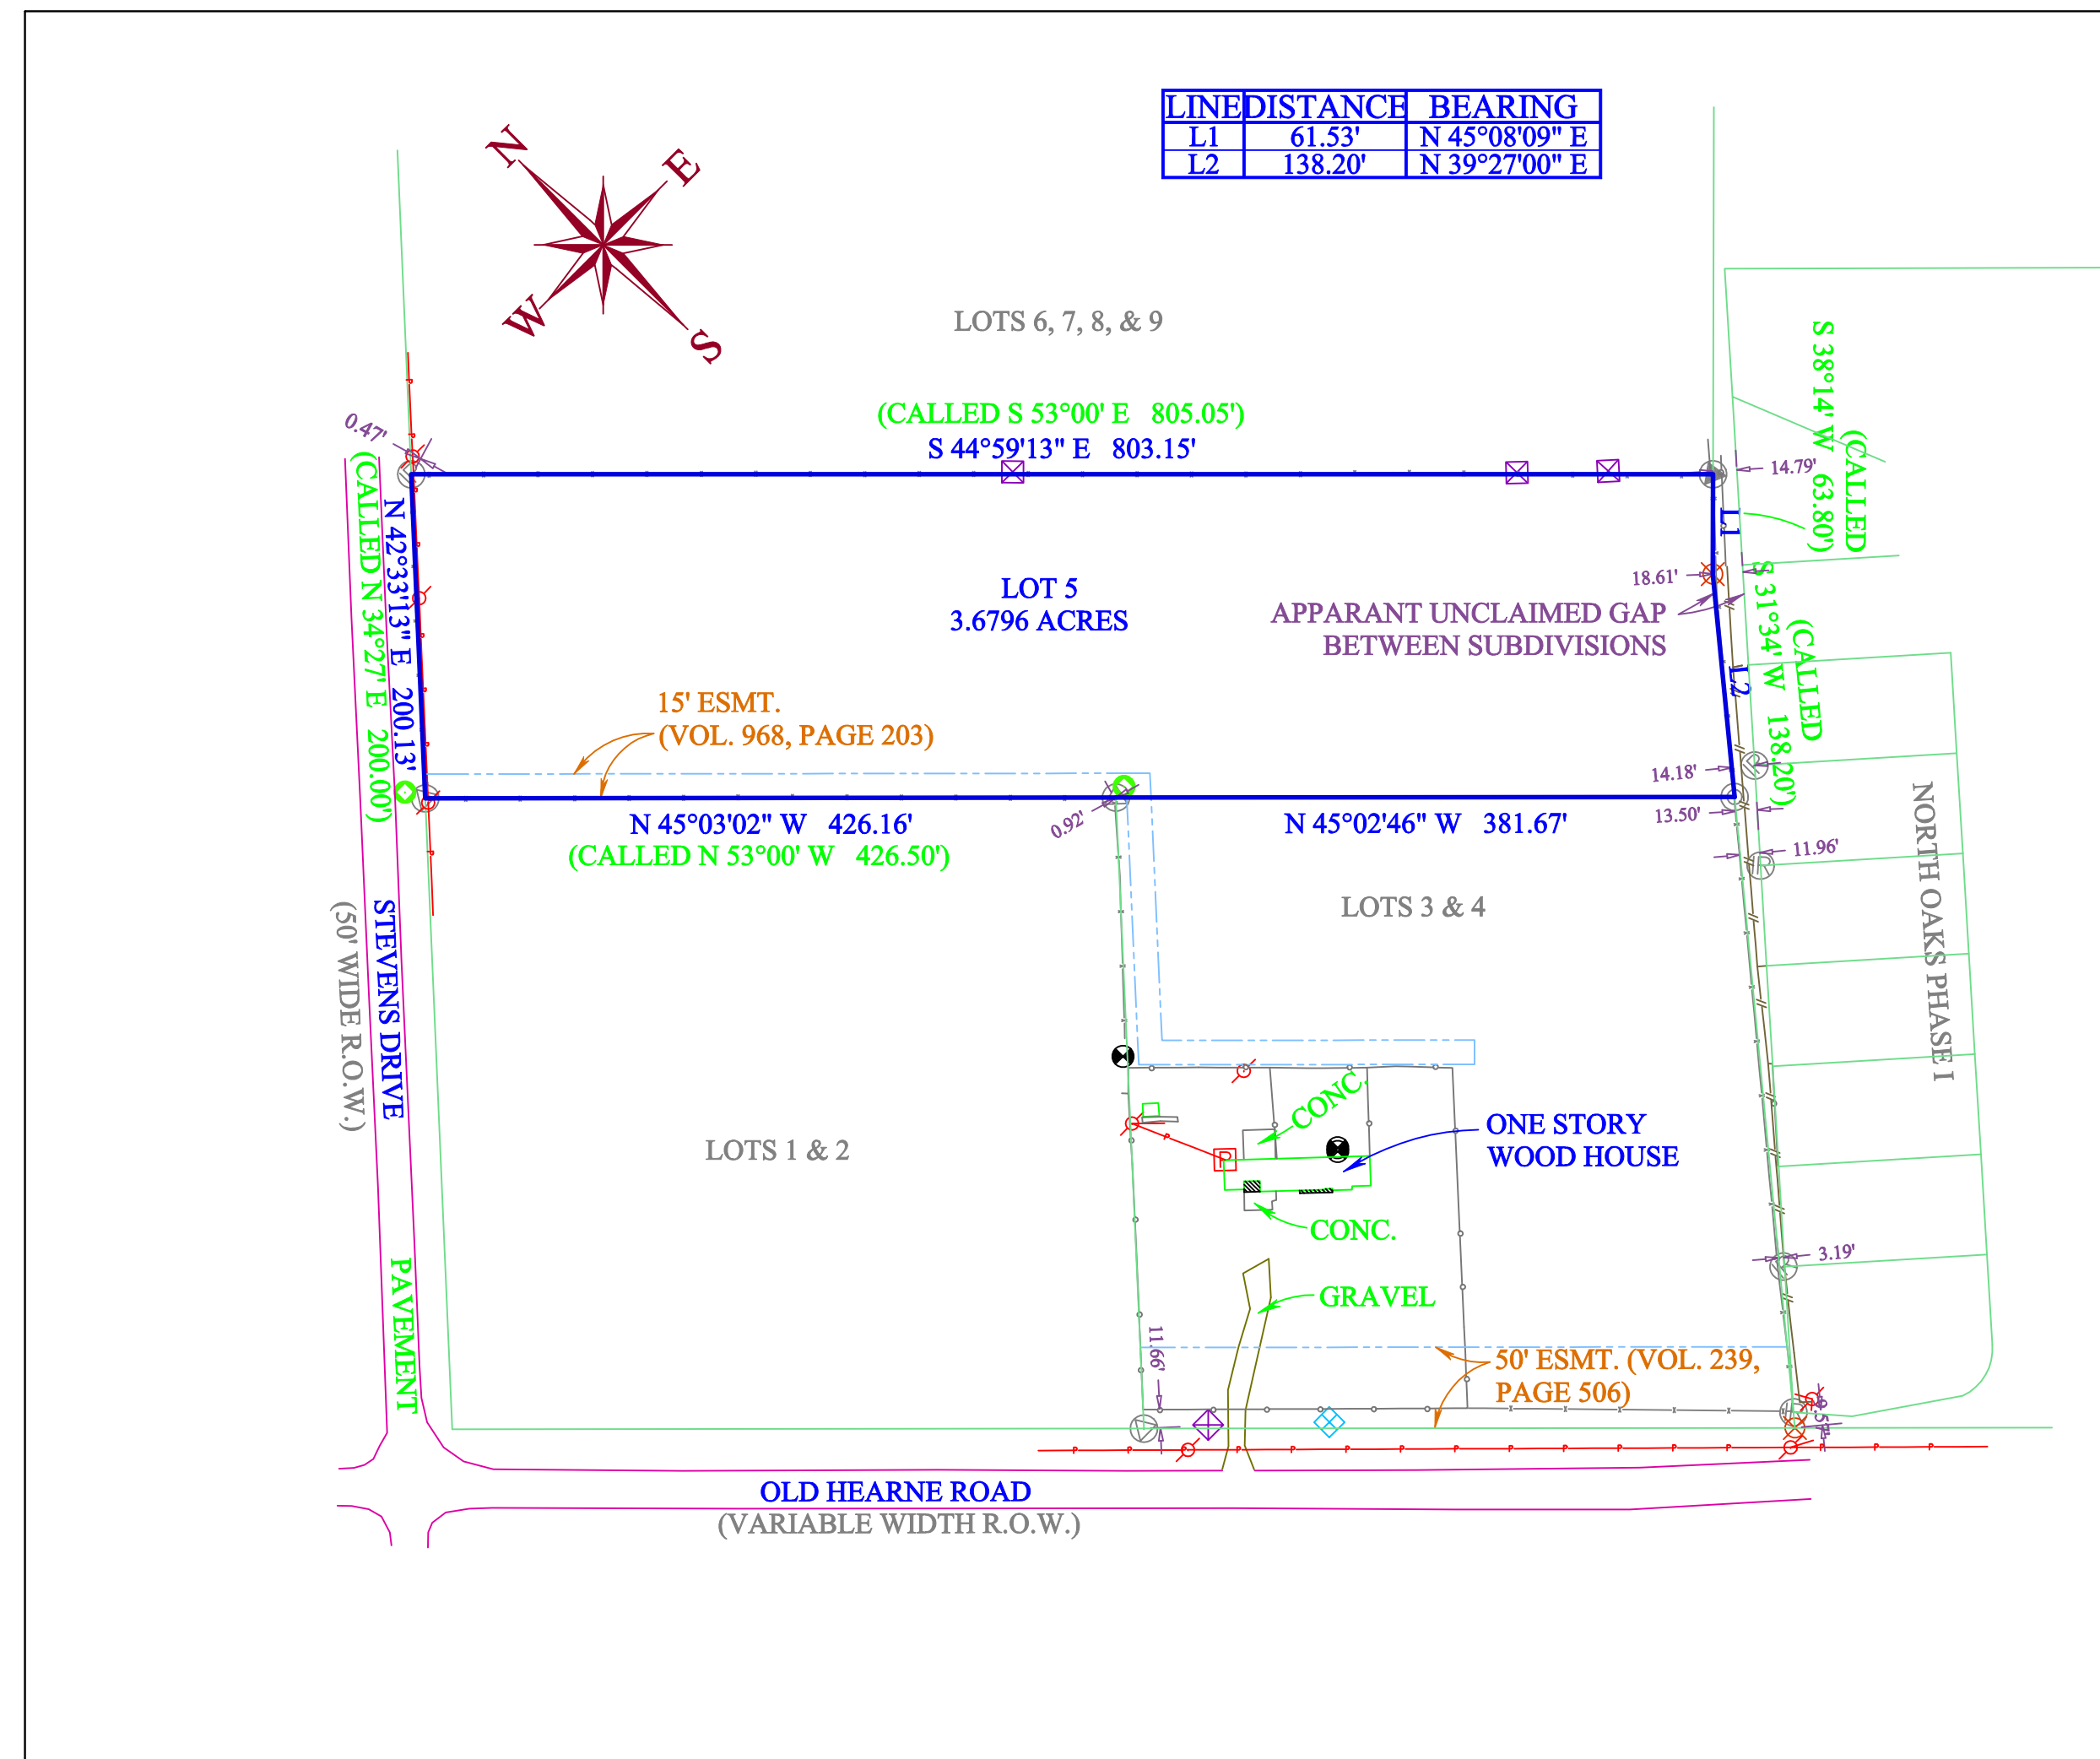 LINE DISTANCE BEARING
L1 61.53' N 45°08'09" E
L2 138.20' N 39°27'00" E
N
E
W
S
LOTS 6, 7, 8, & 9
(CALLED S 53°00' E 805.05')
S 44°59'13" E 803.15'
0.47'
(CALLED N 34°27' E 200.00')
N 42°33'13" E 200.13'
14.79'
(CALLED
S 38°14' W 63.80')
L1
18.61'
LOT 5
3.6796 ACRES
APPARANT UNCLAIMED GAP
BETWEEN SUBDIVISIONS
(CALLED
S 31°34' W 138.20')
L2
15' ESMT.
(VOL. 968, PAGE 203)
14.18'
13.50'
0.92'
N 45°03'02" W 426.16'
(CALLED N 53°00' W 426.50')
N 45°02'46" W 381.67'
11.96'
LOTS 3 & 4
NORTH OAKS PHASE I
STEVENS DRIVE
(50' WIDE R.O.W.)
PAVEMENT
LOTS 1 & 2
CONC.
ONE STORY
WOOD HOUSE
P
CONC.
GRAVEL
3.19'
11.66'
50' ESMT. (VOL. 239,
PAGE 506)
OLD HEARNE ROAD
(VARIABLE WIDTH R.O.W.)